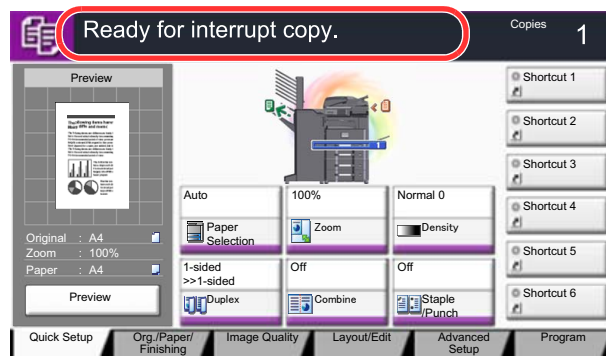 Ready for interrupt copy.
Copies
1
Preview
Original : A4
Zoom : 100%
Paper : A4
Preview
1
Auto
Paper
Selection
100%
Zoom
Normal 0
Density
1-sided
>>1-sided
Duplex
Off
Combine
Off
Staple
/Punch
Shortcut 1
Shortcut 2
Shortcut 3
Shortcut 4
Shortcut 5
Shortcut 6
Quick Setup
Org./Paper/
Finishing
Image Quality
Layout/Edit
Advanced
Setup
Program